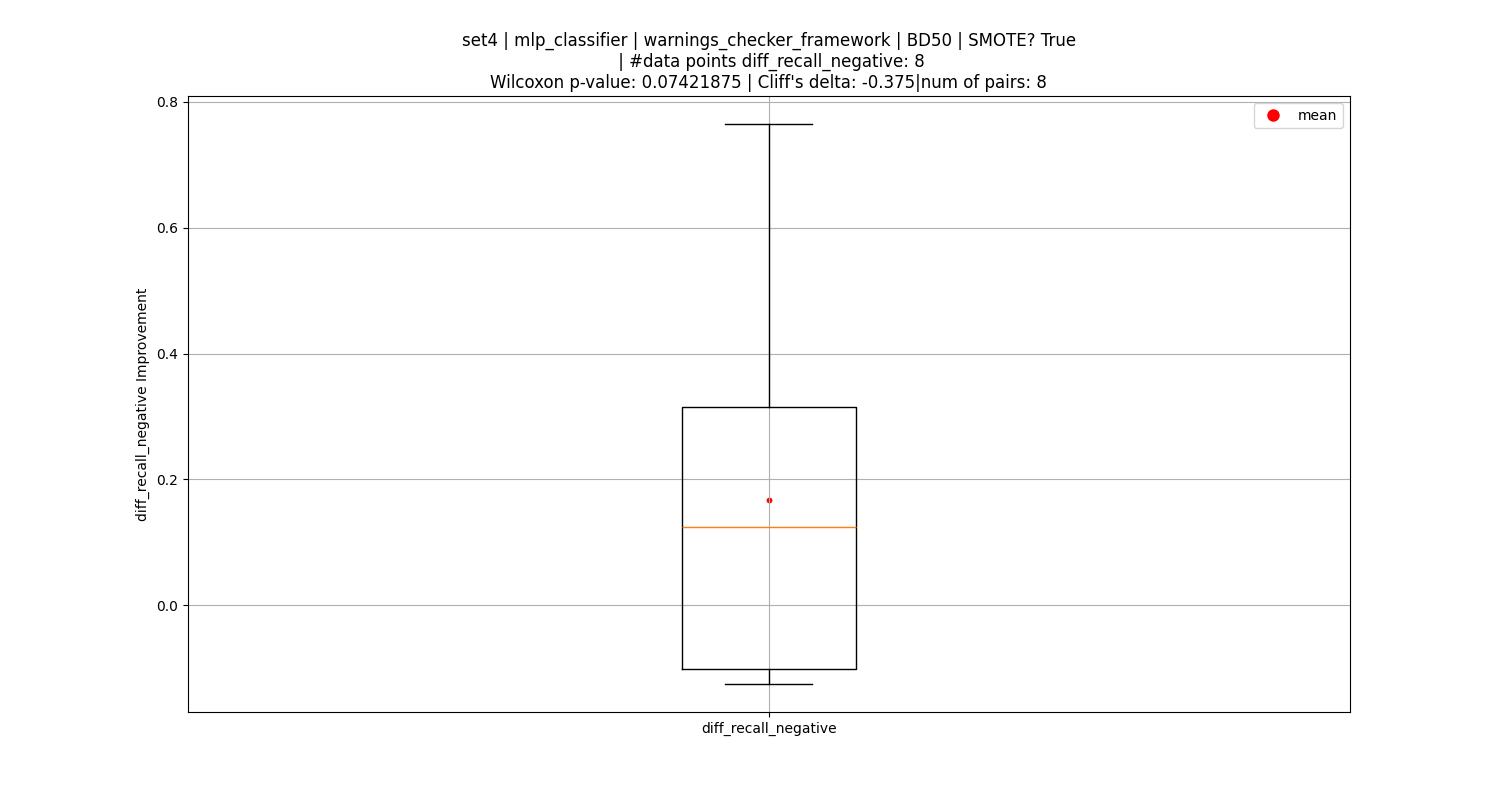 set4 | mlp_classifier | warnings_checker_framework | BD50 | SMOTE? True
| #data points diff_recall_negative: 8
Wilcoxon p-value: 0.07421875 | Cliff's delta: -0.375|num of pairs: 8
mean
0.8
0.6
0.4
0.2
0.0
diff_recall_negative Improvement
diff_recall_negative